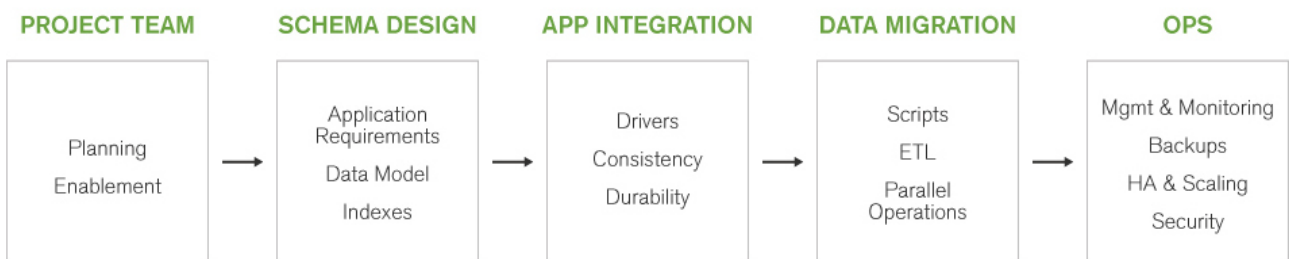 PROJECT TEAM
Planning
Enablement
SCHEMA DESIGN
Application
Requirements
Data Model
Indexes
APP INTEGRATION
Drivers
Consistency
Durability
DATA MIGRATION
Scripts
ETL
Parallel
Operations
OPS
Mgmt & Monitoring
Backups
HA & Scaling
Security